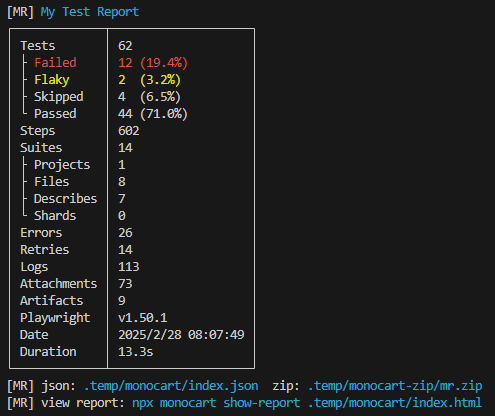 [MR] My Test Report
Tests 62
├ Failed 12 (19.4%)
├ Flaky 2 (3.2%)
├ Skipped 4 (6.5%)
└ Passed 44 (71.0%)
Steps 602
Suites 14
├ Projects 1
├ Files 8
├ Describes 7
└ Shards 0
Errors 26
Retries 14
Logs 113
Attachments 73
Artifacts 9
Playwright v1.50.1
Date 2025/2/28 08:07:49
Duration 13.3s
[MR] json: .temp/monocart/index.json zip: .temp/monocart-zip/mr.zip
[MR] view report: npx monocart show-report .temp/monocart/index.html